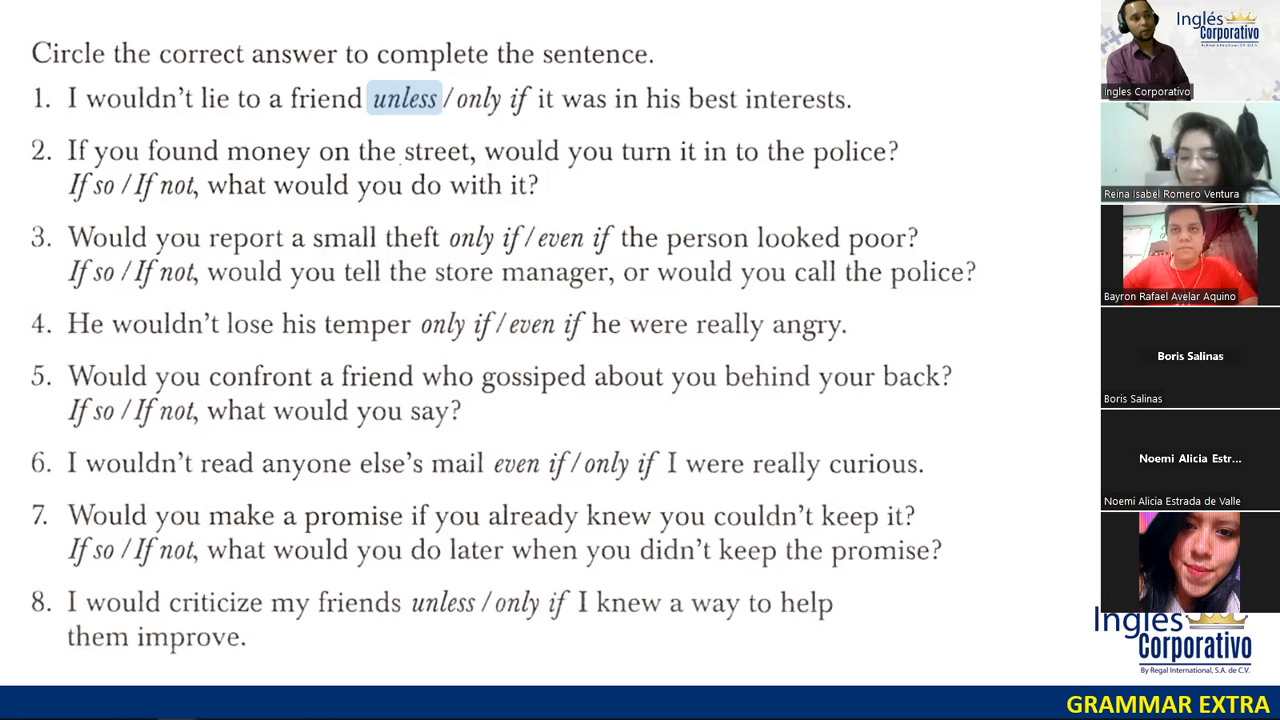 Circle the correct answer to complete the sentence.
1. I wouldn't lie to a friend unless / only if it was in his best interests.
2. If you found money on the street, would you turn it in to the police?
If so / If not, what would you do with it?
3. Would you report a small theft only if / even if the person looked poor?
If so / If not, would you tell the store manager, or would you call the police?
4. He wouldn't lose his temper only if / even if he were really angry.
5. Would you confront a friend who gossiped about you behind your back?
If so / If not, what would you say?
6. I wouldn't read anyone else's mail even if / only if I were really curious.
7. Would you make a promise if you already knew you couldn't keep it?
If so / If not, what would you do later when you didn't keep the promise?
8. I would criticize my friends unless / only if I knew a way to help
them improve.
Inglés
Corporativo
Ingles Corporativo
Reina Isabel Romero Ventura
Bayron Rafael Avelar Aquino
Boris Salinas
Boris Salinas
Noemi Alicia Estr...
Noemi Alicia Estrada de Valle
Inglés
Corporativo
By Regal International, S.A. de C.V.
GRAMMAR EXTRA